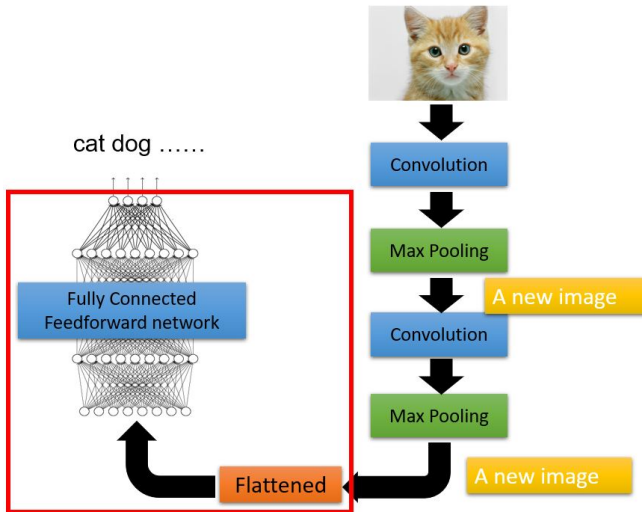 cat dog ……
Convolution
Max Pooling
A new image
Convolution
Max Pooling
A new image
Flattened
Fully Connected
Feedforward network